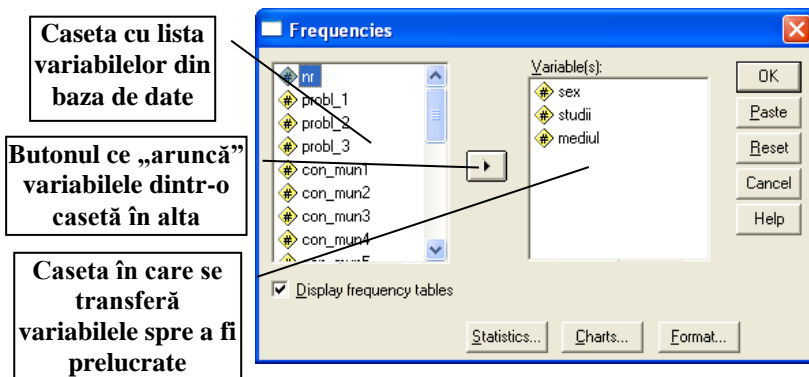 Caseta cu lista
variabilelor din
baza de date
Butonul ce „aruncă”
variabilele dintr-o
casetă în alta
Caseta în care se
transferă
variabilele spre a fi
prelucrate
Frequencies
nr
probl_1
probl_2
probl_3
con_mun1
con_mun2
con_mun3
con_mun4
Variable(s):
sex
studii
mediul
OK
Paste
Reset
Cancel
Help
Display frequency tables
Statistics...
Charts...
Format...